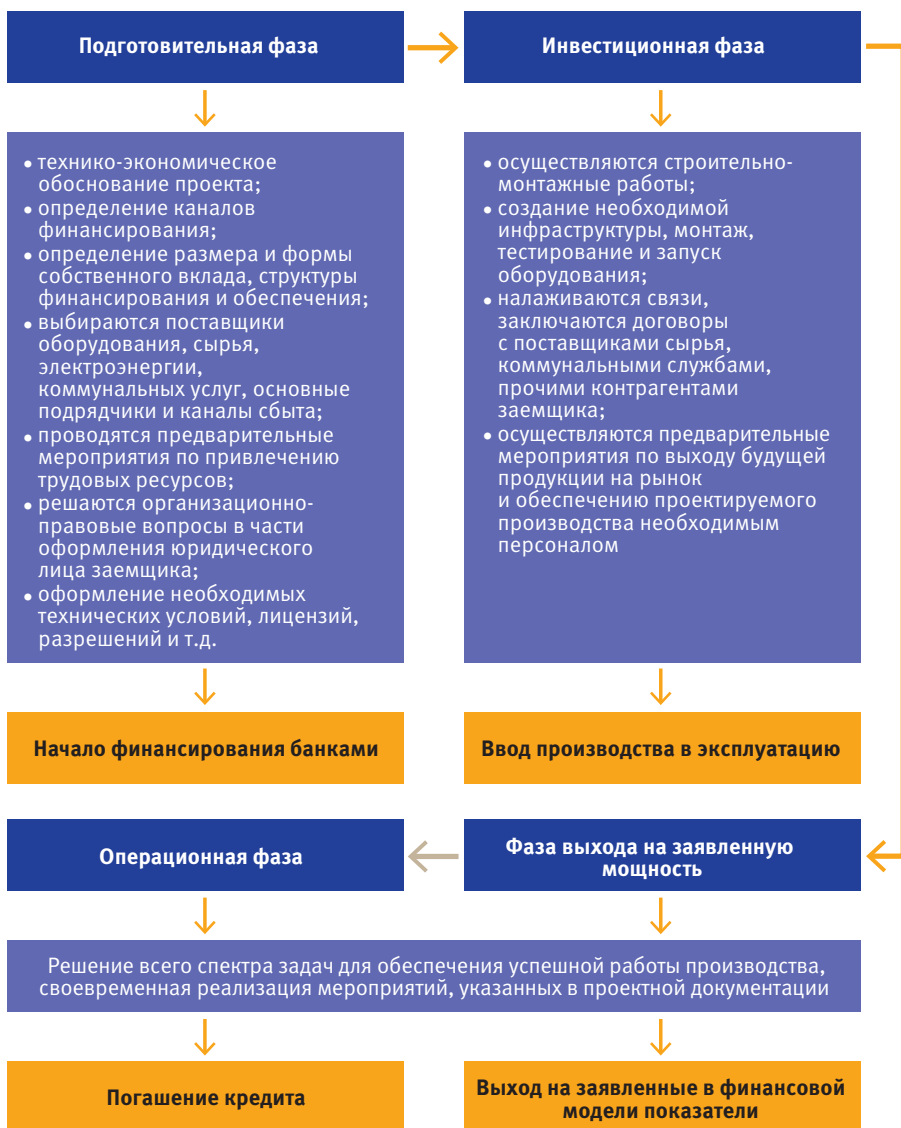 Подготовительная фаза
Инвестиционная фаза
• технико-экономическое
обоснование проекта;
• определение каналов
финансирования;
• определение размера и формы
собственного вклада, структуры
финансирования и обеспечения;
• выбираются поставщики
оборудования, сырья,
электроэнергии,
коммунальных услуг, основные
подрядчики и каналы сбыта;
• проводятся предварительные
мероприятия по привлечению
трудовых ресурсов;
• решаются организационно-
правовые вопросы в части
оформления юридического
лица заемщика;
• оформление необходимых
технических условий, лицензий,
разрешений и т.д.
• осуществляются строительно-
монтажные работы;
• создание необходимой
инфраструктуры, монтаж,
тестирование и запуск
оборудования;
• налаживаются связи,
заключаются договоры
с поставщиками сырья,
коммунальными службами,
прочими контрагентами
заемщика;
• осуществляются предварительные
мероприятия по выходу будущей
продукции на рынок
и обеспечению проектируемого
производства необходимым
персоналом
Начало финансирования банками
Ввод производства в эксплуатацию
Операционная фаза
Фаза выхода на заявленную
мощность
Решение всего спектра задач для обеспечения успешной работы производства,
своевременная реализация мероприятий, указанных в проектной документации
Погашение кредита
Выход на заявленные в финансовой
модели показатели